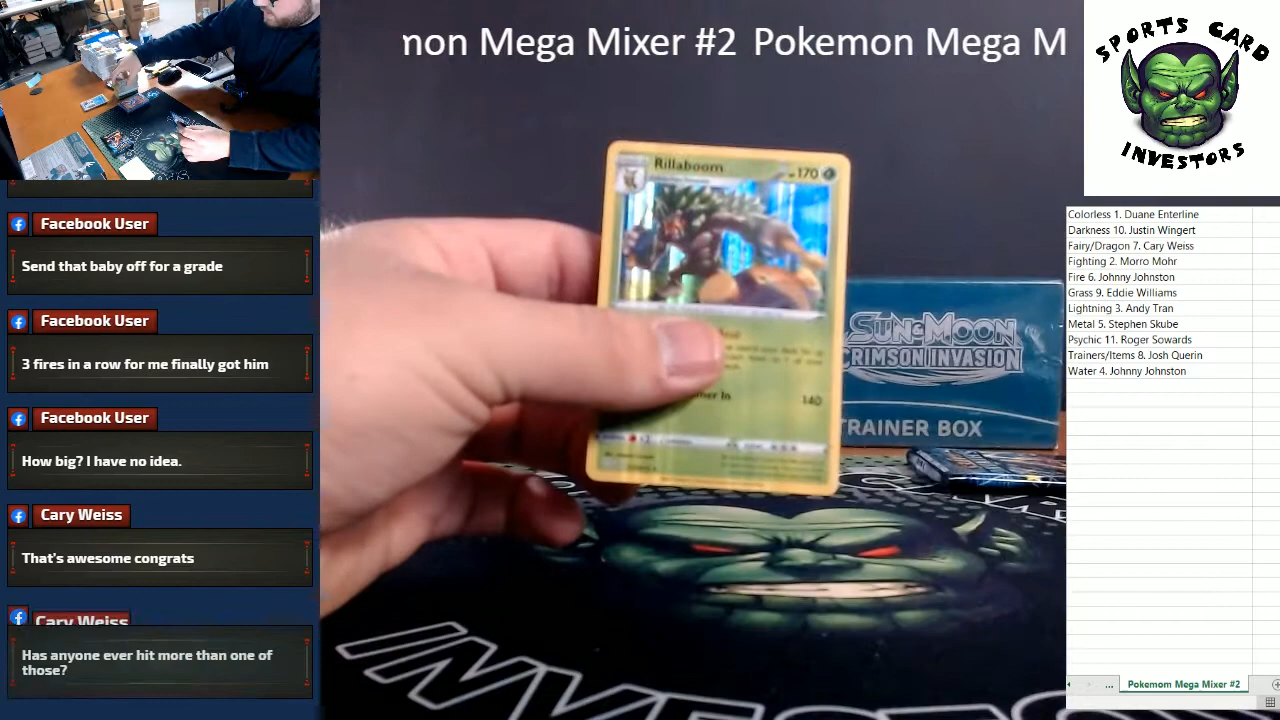 non Mega Mixer #2 Pokemon Mega M
SPORTS CARD
INVESTORS
Facebook User
Send that baby off for a grade
Facebook User
3 fires in a row for me finally got him
Facebook User
How big? I have no idea.
Cary Weiss
That's awesome congrats
Cary Weiss
Has anyone ever hit more than one of
those?
Rillaboom
170
140
SUN & MOON
CRIMSON INVASION
TRAINER BOX
INVESTORS
Colorless 1. Duane Enterline
Darkness 10. Justin Wingert
Fairy/Dragon 7. Cary Weiss
Fighting 2. Morro Mohr
Fire 6. Johnny Johnston
Grass 9. Eddie Williams
Lightning 3. Andy Tran
Metal 5. Stephen Skube
Psychic 11. Roger Sowards
Trainers/Items 8. Josh Querin
Water 4. Johnny Johnston
... Pokemom Mega Mixer #2